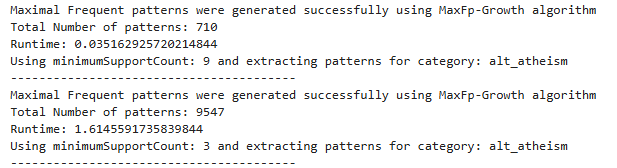 Maximal Frequent patterns were generated successfully using MaxFp-Growth algorithm
Total Number of patterns: 710
Runtime: 0.035162925720214844
Using minimumSupportCount: 9 and extracting patterns for category: alt_atheism
----------------------------------------
Maximal Frequent patterns were generated successfully using MaxFp-Growth algorithm
Total Number of patterns: 9547
Runtime: 1.6145591735839844
Using minimumSupportCount: 3 and extracting patterns for category: alt_atheism
----------------------------------------